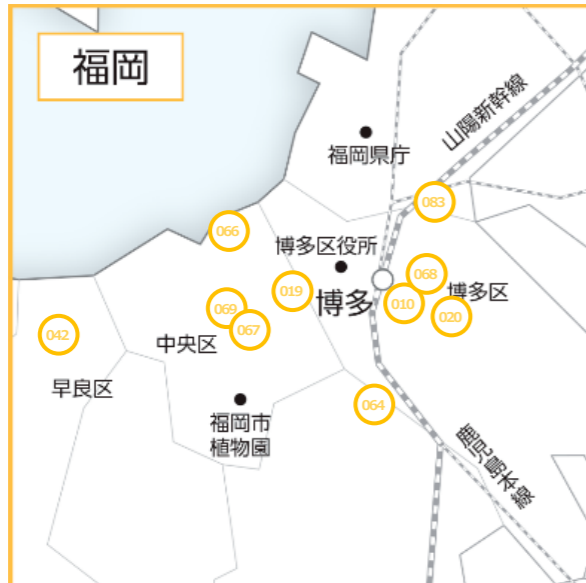 福岡
山陽新幹線
福岡県庁
083
066
博多区役所
068
019
博多
博多区
010
069
020
067
042
中央区
早良区
064
福岡市
植物園
鹿児島本線